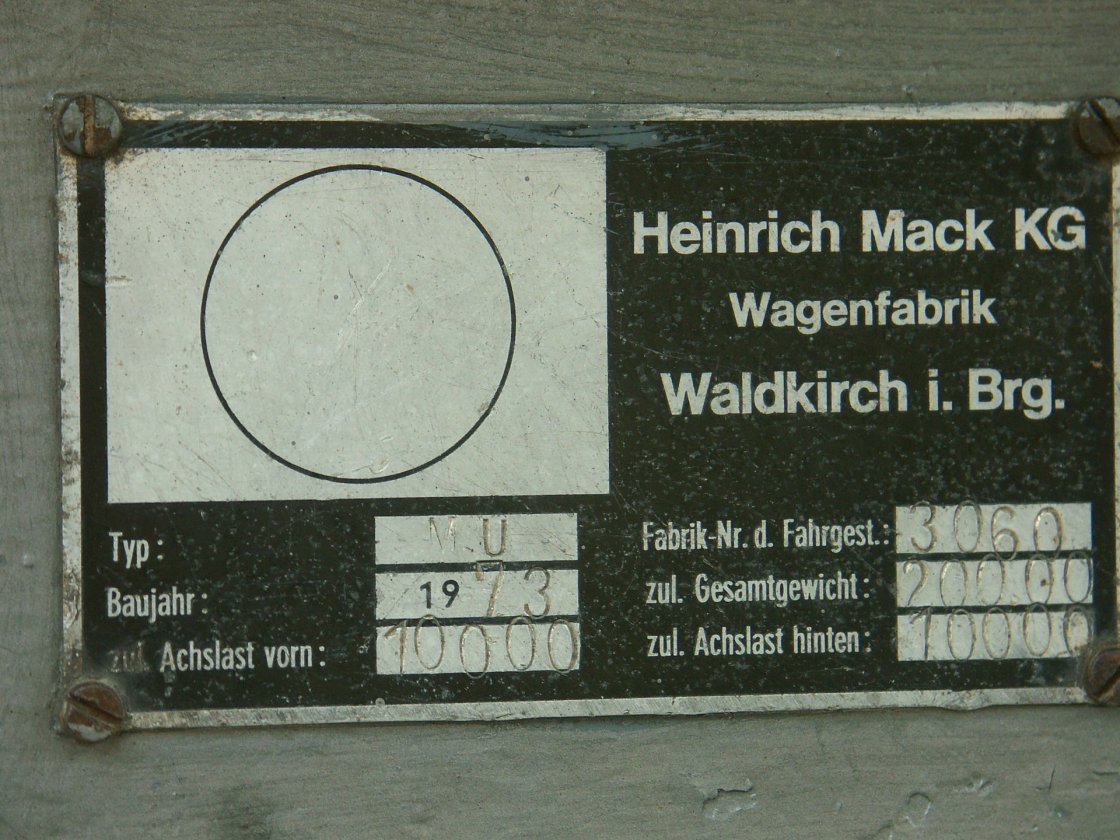 Heinrich Mack KG
Wagenfabrik
Waldkirch i. Brg.
Typ: M U
Baujahr: 1973
zul. Achslast vorn: 10000
Fabrik-Nr. d. Fahrgest.: 3060
zul. Gesamtgewicht: 20000
zul. Achslast hinten: 10000